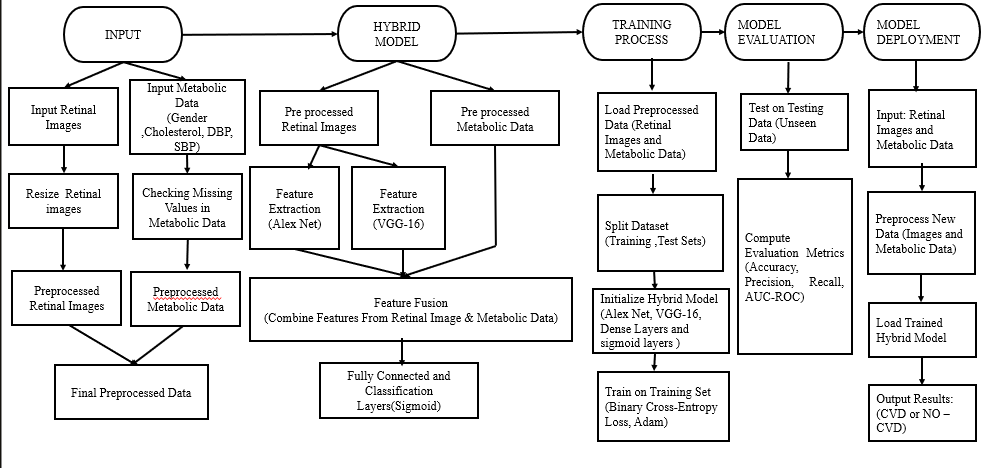 INPUT
HYBRID
MODEL
TRAINING
PROCESS
MODEL
EVALUATION
MODEL
DEPLOYMENT
Input Retinal
Images
Input Metabolic
Data
(Gender
,Cholesterol, DBP,
SBP)
Resize Retinal
images
Checking Missing
Values in
Metabolic Data
Preprocessed
Retinal Images
Preprocessed
Metabolic Data
Final Preprocessed Data
Pre processed
Retinal Images
Pre processed
Metabolic Data
Feature
Extraction
(Alex Net)
Feature
Extraction
(VGG-16)
Feature Fusion
(Combine Features From Retinal Image & Metabolic Data)
Fully Connected and
Classification
Layers(Sigmoid)
Load Preprocessed
Data (Retinal
Images and
Metabolic Data)
Split Dataset
(Training ,Test Sets)
Initialize Hybrid Model
(Alex Net, VGG-16,
Dense Layers and
sigmoid layers )
Train on Training Set
(Binary Cross-Entropy
Loss, Adam)
Test on Testing
Data (Unseen
Data)
Compute
Evaluation Metrics
(Accuracy,
Precision, Recall,
AUC-ROC)
Input: Retinal
Images and
Metabolic Data
Preprocess New
Data (Images and
Metabolic Data)
Load Trained
Hybrid Model
Output Results:
(CVD or NO –
CVD)